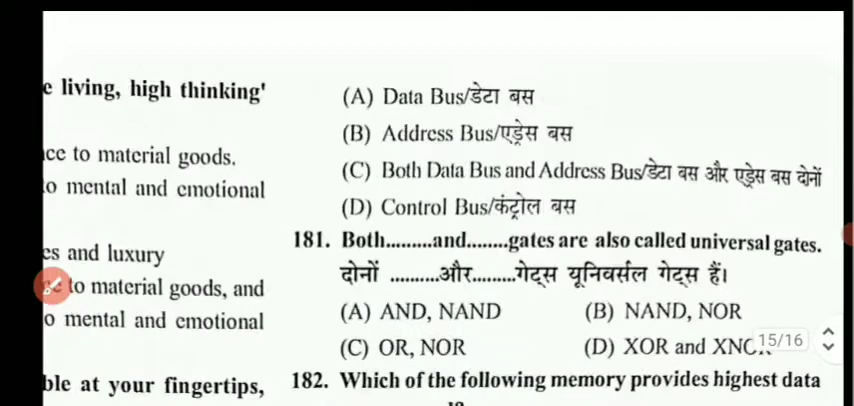 e living, high thinking'
ce to material goods.
o mental and emotional
es and luxury
to material goods, and
o mental and emotional
ble at your fingertips,
(A) Data Bus/डेटा बस
(B) Address Bus/एड्रेस बस
(C) Both Data Bus and Address Bus/डेटा बस और एड्रेस बस दोनों
(D) Control Bus/कंट्रोल बस
181. Both.........and........gates are also called universal gates.
दोनों ..........और.........गेट्स यूनिवर्सल गेट्स हैं।
(A) AND, NAND (B) NAND, NOR
(C) OR, NOR (D) XOR and
15/16
182. Which of the following memory provides highest data